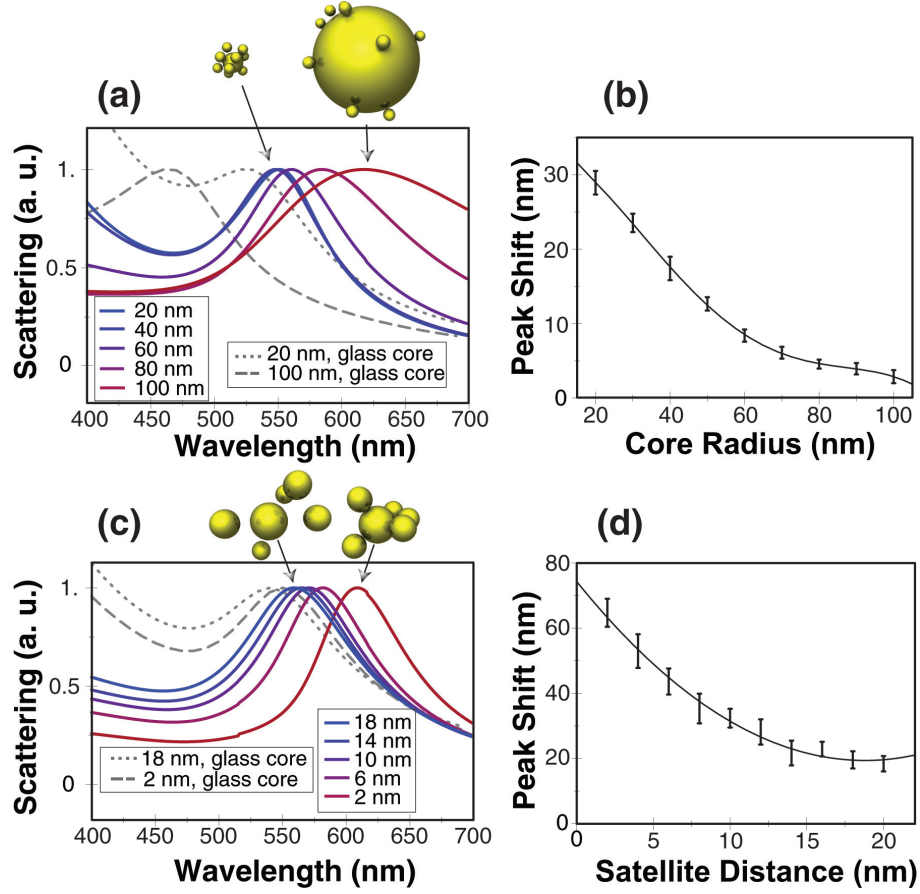 (a)
Scattering (a. u.)
1.
0.5
0
20 nm
40 nm
60 nm
80 nm
100 nm
20 nm, glass core
100 nm, glass core
400 450 500 550 600 650 700
Wavelength (nm)
(b)
Peak Shift (nm)
30
20
10
0
20 40 60 80 100
Core Radius (nm)
(c)
Scattering (a. u.)
1.
0.5
0
18 nm, glass core
2 nm, glass core
18 nm
14 nm
10 nm
6 nm
2 nm
400 450 500 550 600 650 700
Wavelength (nm)
(d)
Peak Shift (nm)
80
60
40
20
0
0 5 10 15 20
Satellite Distance (nm)